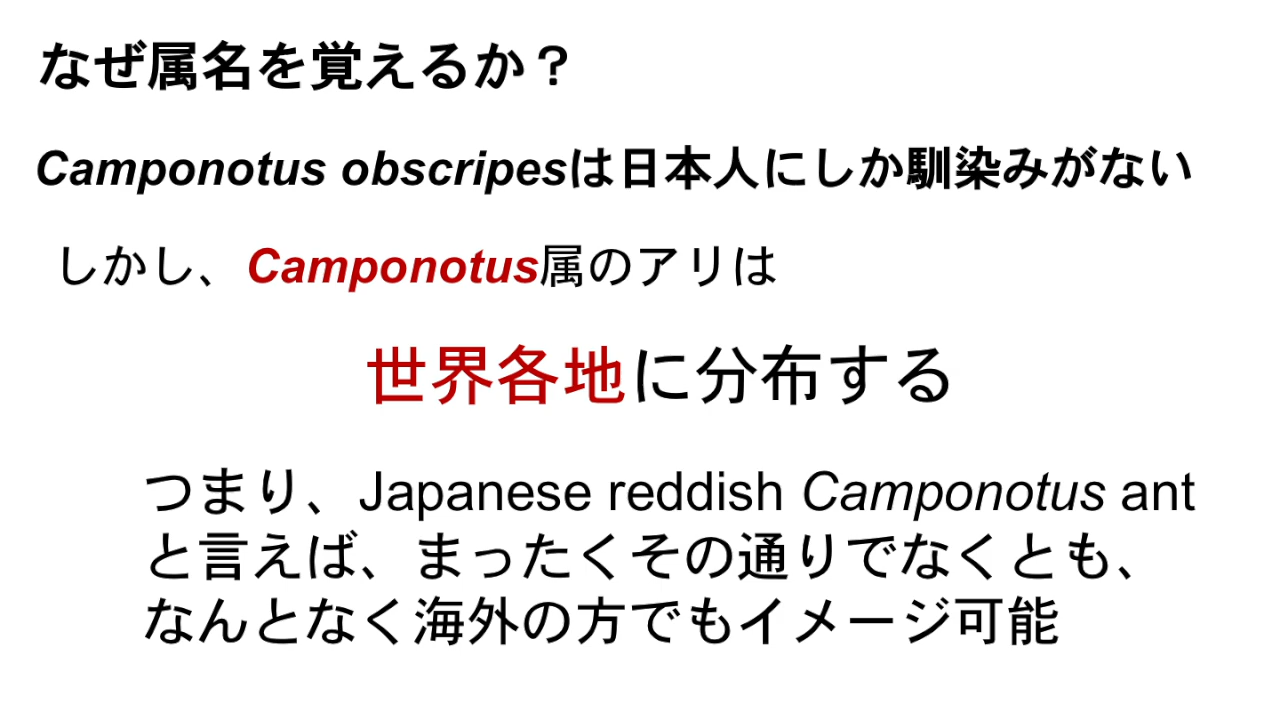 なぜ属名を覚えるか？
Camponotus obscripesは日本人にしか馴染みがない
しかし、Camponotus属のアリは
世界各地に分布する
つまり、Japanese reddish Camponotus ant
と言えば、まったくその通りでなくとも、
なんとなく海外の方でもイメージ可能